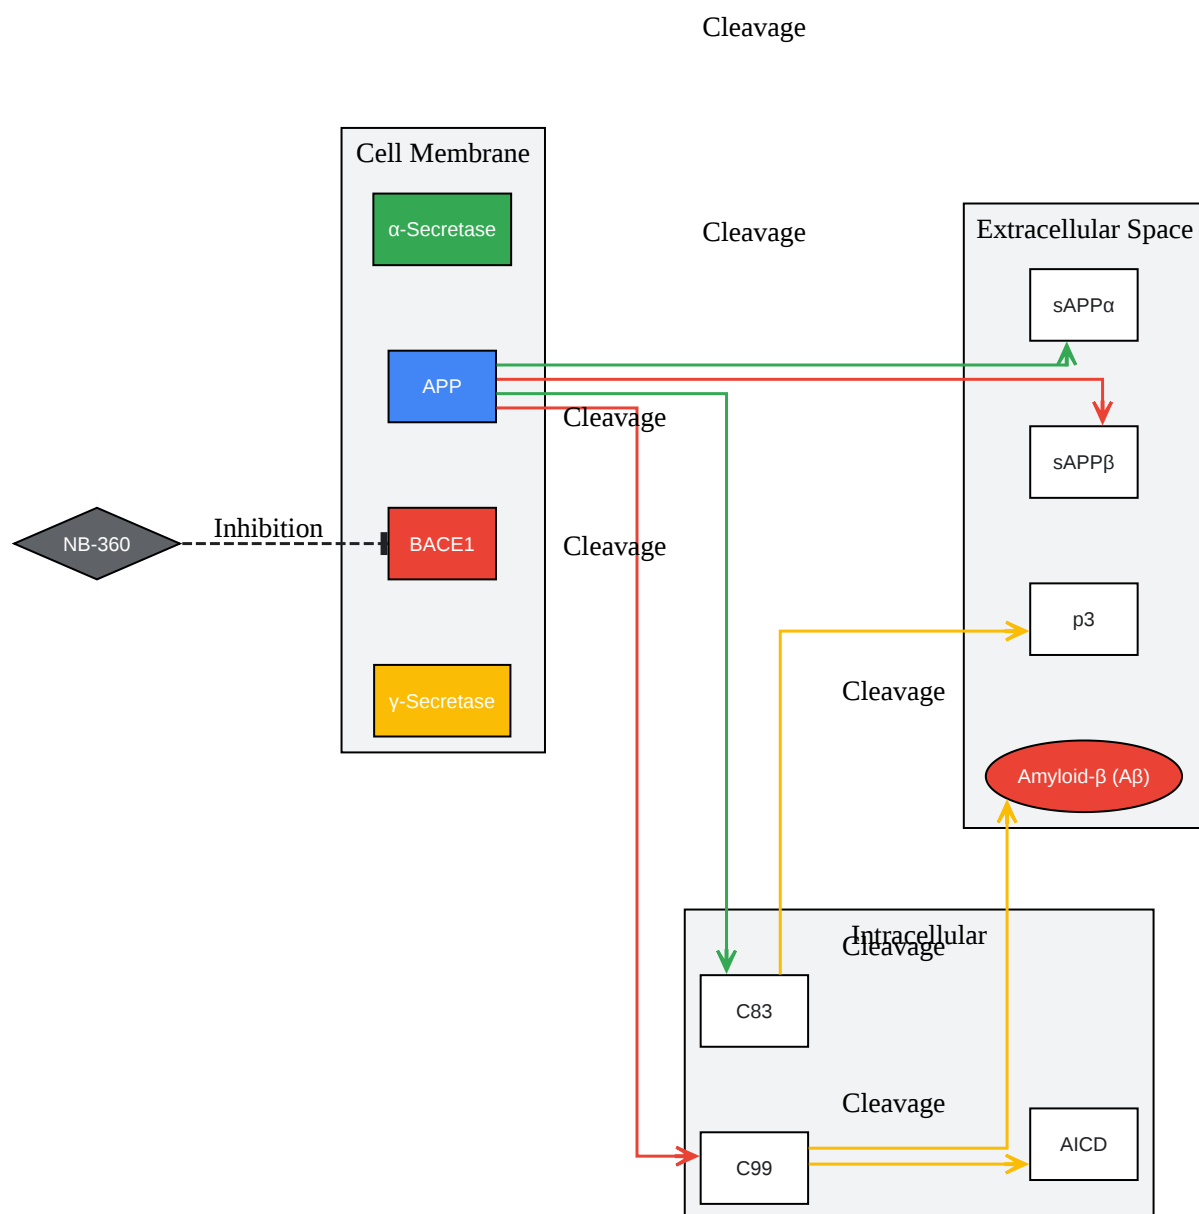 Cleavage
Cell Membrane
α-Secretase
Cleavage
Extracellular Space
sAPPα
APP
Cleavage
sAPPβ
Inhibition
NB-360
BACE1
Cleavage
p3
γ-Secretase
Cleavage
Amyloid-β (Aβ)
Intracellular
Cleavage
C83
Cleavage
AICD
C99